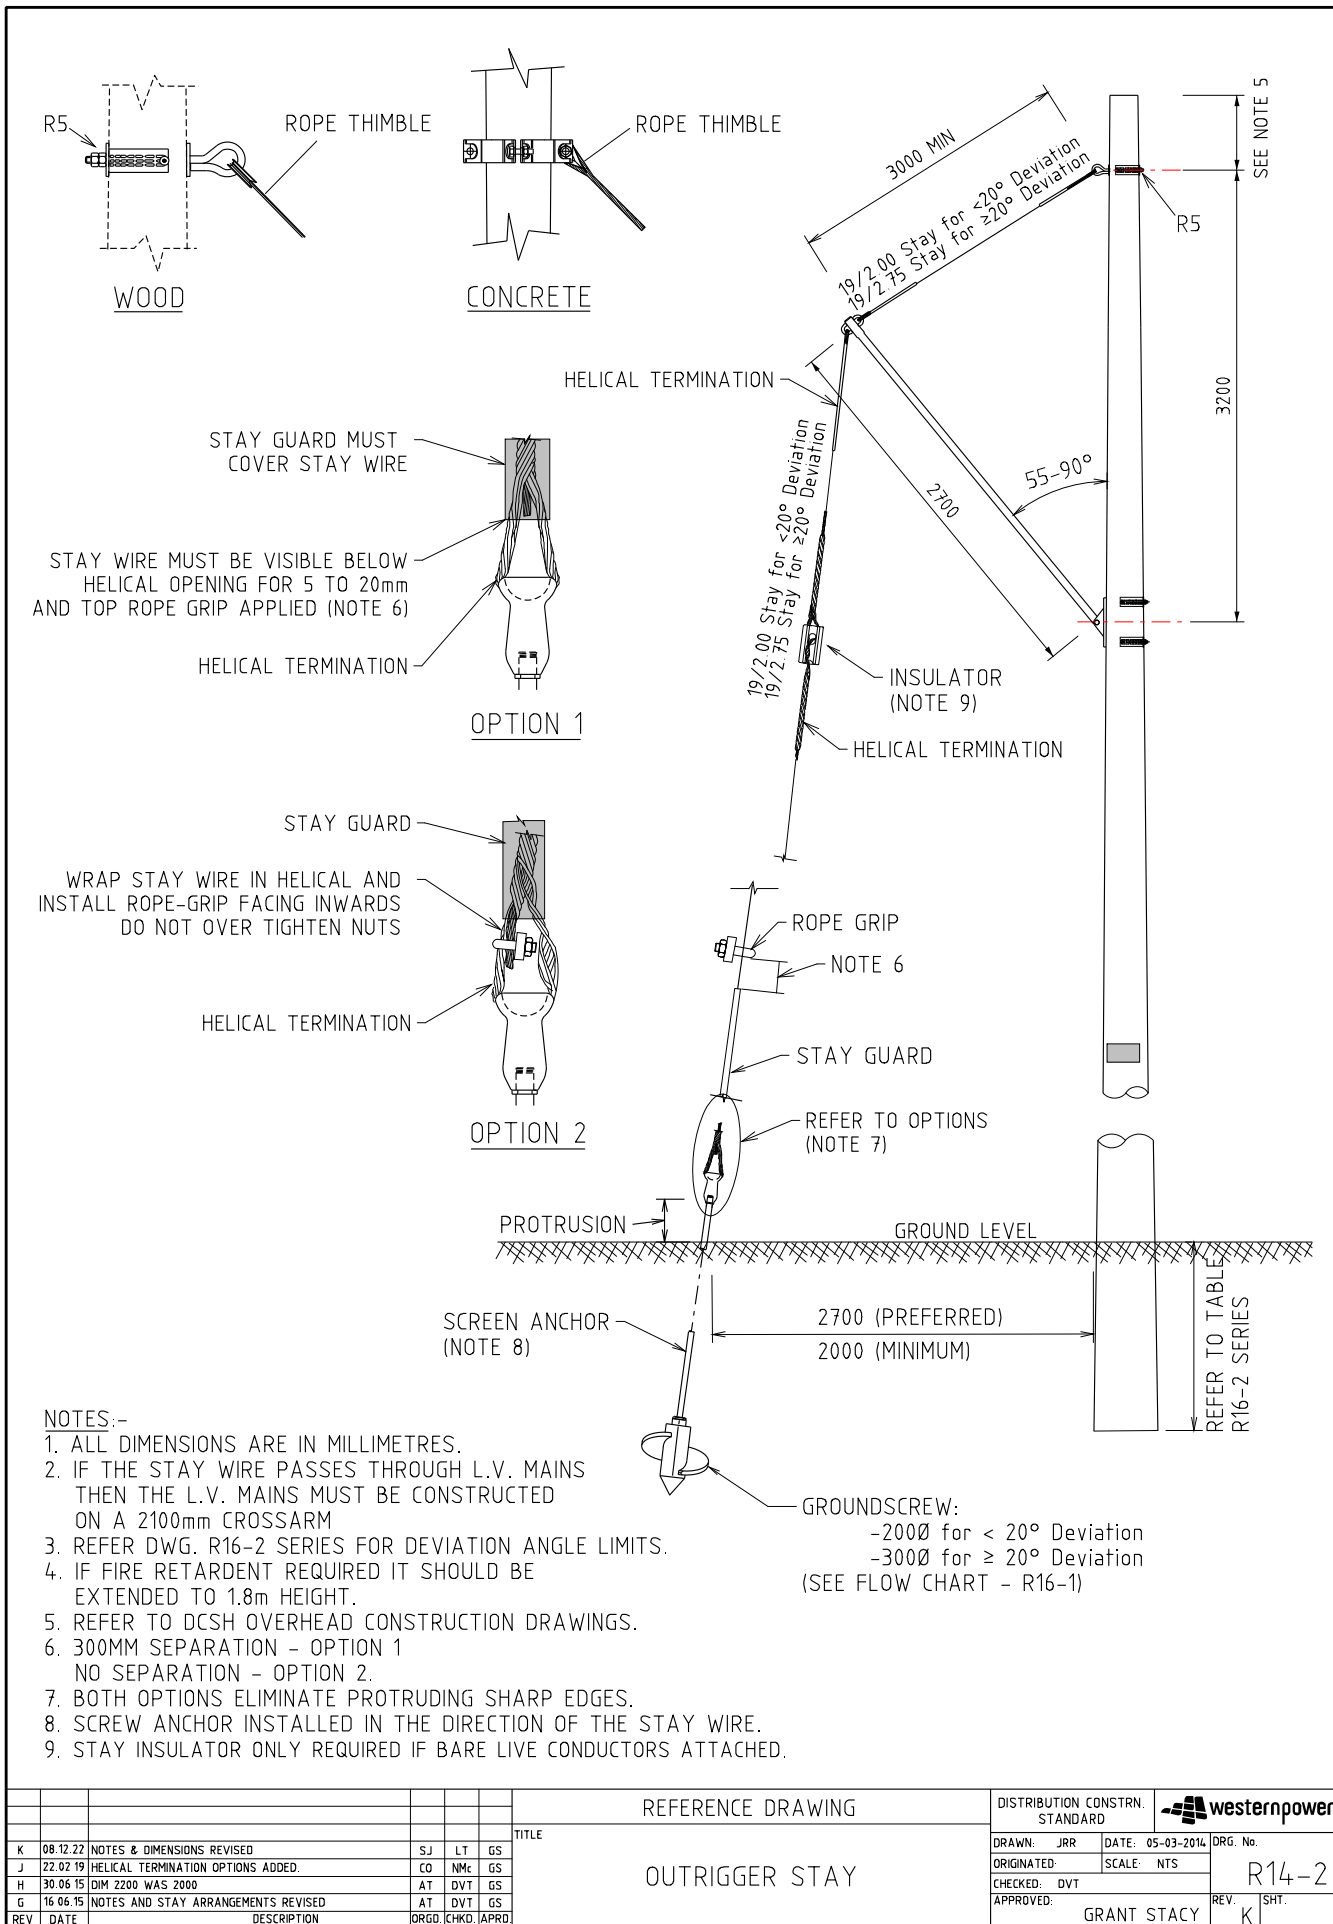 R5
ROPE THIMBLE
WOOD
ROPE THIMBLE
CONCRETE
3000 MIN
19/2.00 Stay for <20° Deviation
19/2.75 Stay for ≥20° Deviation
SEE NOTE 5
R5
3200
HELICAL TERMINATION
2700
55-90°
19/2.00 Stay for <20° Deviation
19/2.75 Stay for ≥20° Deviation
INSULATOR
(NOTE 9)
HELICAL TERMINATION
STAY GUARD MUST
COVER STAY WIRE
STAY WIRE MUST BE VISIBLE BELOW
HELICAL OPENING FOR 5 TO 20mm
AND TOP ROPE GRIP APPLIED (NOTE 6)
HELICAL TERMINATION
OPTION 1
STAY GUARD
WRAP STAY WIRE IN HELICAL AND
INSTALL ROPE-GRIP FACING INWARDS
DO NOT OVER TIGHTEN NUTS
HELICAL TERMINATION
OPTION 2
ROPE GRIP
NOTE 6
STAY GUARD
REFER TO OPTIONS
(NOTE 7)
PROTRUSION
GROUND LEVEL
SCREEN ANCHOR
(NOTE 8)
2700 (PREFERRED)
2000 (MINIMUM)
REFER TO TABLE
R16-2 SERIES
GROUNDSCREW:
-200Ø for < 20° Deviation
-300Ø for ≥ 20° Deviation
(SEE FLOW CHART - R16-1)
NOTES:-
1. ALL DIMENSIONS ARE IN MILLIMETRES.
2. IF THE STAY WIRE PASSES THROUGH L.V. MAINS
THEN THE L.V. MAINS MUST BE CONSTRUCTED
ON A 2100mm CROSSARM
3. REFER DWG. R16-2 SERIES FOR DEVIATION ANGLE LIMITS.
4. IF FIRE RETARDENT REQUIRED IT SHOULD BE
EXTENDED TO 1.8m HEIGHT.
5. REFER TO DCSH OVERHEAD CONSTRUCTION DRAWINGS.
6. 300MM SEPARATION - OPTION 1
NO SEPARATION - OPTION 2.
7. BOTH OPTIONS ELIMINATE PROTRUDING SHARP EDGES.
8. SCREW ANCHOR INSTALLED IN THE DIRECTION OF THE STAY WIRE.
9. STAY INSULATOR ONLY REQUIRED IF BARE LIVE CONDUCTORS ATTACHED.
K 08.12.22 NOTES & DIMENSIONS REVISED SJ LT GS
J 22.02 19 HELICAL TERMINATION OPTIONS ADDED. CO NMc GS
H 30.06 15 DIM 2200 WAS 2000 AT DVT GS
G 16 06.15 NOTES AND STAY ARRANGEMENTS REVISED AT DVT GS
REV DATE DESCRIPTION ORGD. CHKD. APRD.
REFERENCE DRAWING
TITLE
OUTRIGGER STAY
DISTRIBUTION CONSTRN.
STANDARD
westernpower
DRAWN: JRR DATE: 05-03-2014
ORIGINATED: SCALE: NTS
CHECKED: DVT
APPROVED:
GRANT STACY
DRG. No.
R14-2
REV. K
SHT.